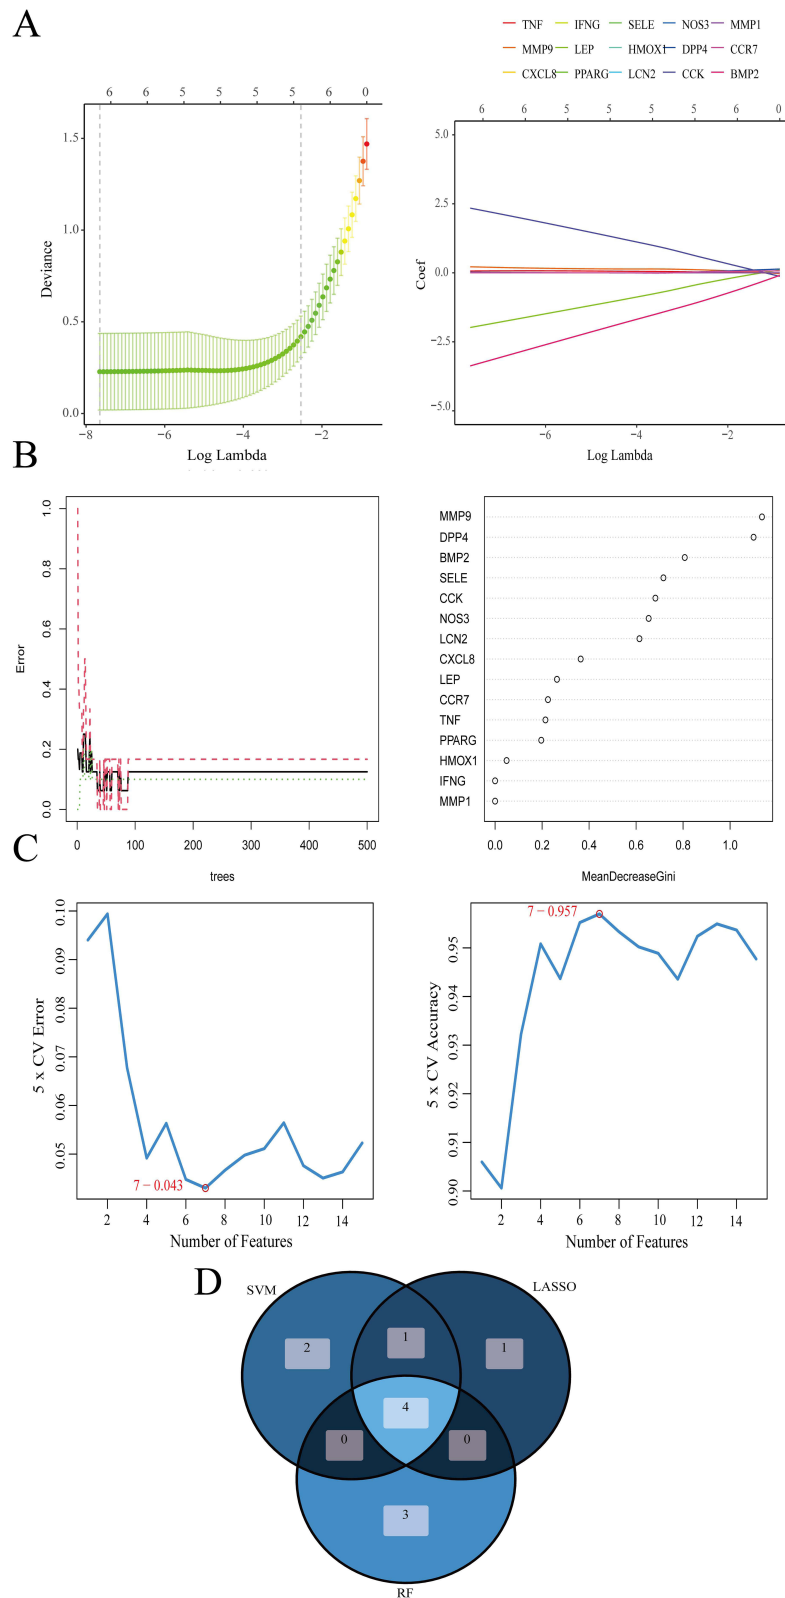 A
TNF IFNG SELE NOS3 MMP1
MMP9 LEP HMOX1 DPP4 CCR7
CXCL8 PPARG LCN2 CCK BMP2
6 6 5 5 5 5 0
1.5
1.0
0.5
0.0
Deviance
−8 −6 −4 −2
Log Lambda
6 6 5 5 5 6 0
5.0
2.5
0.0
−2.5
−5.0
Coef
−6 −4 −2
Log Lambda
B
1.0
0.8
0.6
0.4
0.2
0.0
Error
0 100 200 300 400 500
trees
MMP9
DPP4
BMP2
SELE
CCK
NOS3
LCN2
CXCL8
LEP
CCR7
TNF
PPARG
HMOX1
IFNG
MMP1
0.0 0.2 0.4 0.6 0.8 1.0
MeanDecreaseGini
C
0.10
0.09
0.08
0.07
0.06
0.05
5 x CV Error
7 − 0.043
2 4 6 8 10 12 14
Number of Features
7 − 0.957
0.95
0.94
0.93
0.92
0.91
0.90
5 x CV Accuracy
2 4 6 8 10 12 14
Number of Features
D
SVM
LASSO
2
1
1
4
0
0
3
RF